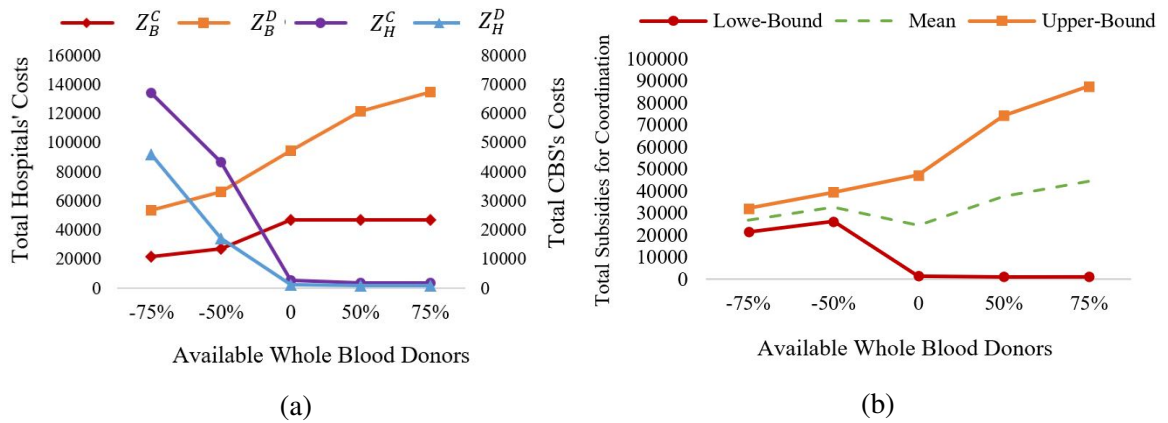 Z_B^C Z_B^D Z_H^C Z_H^D
Total Hospitals' Costs
160000
140000
120000
100000
80000
60000
40000
20000
0
80000
70000
60000
50000
40000
30000
20000
10000
0
Total CBS's Costs
-75% -50% 0 50% 75%
Available Whole Blood Donors
(a)
Lowe-Bound Mean Upper-Bound
Total Subsidies for Coordination
100000
90000
80000
70000
60000
50000
40000
30000
20000
10000
0
-75% -50% 0 50% 75%
Available Whole Blood Donors
(b)